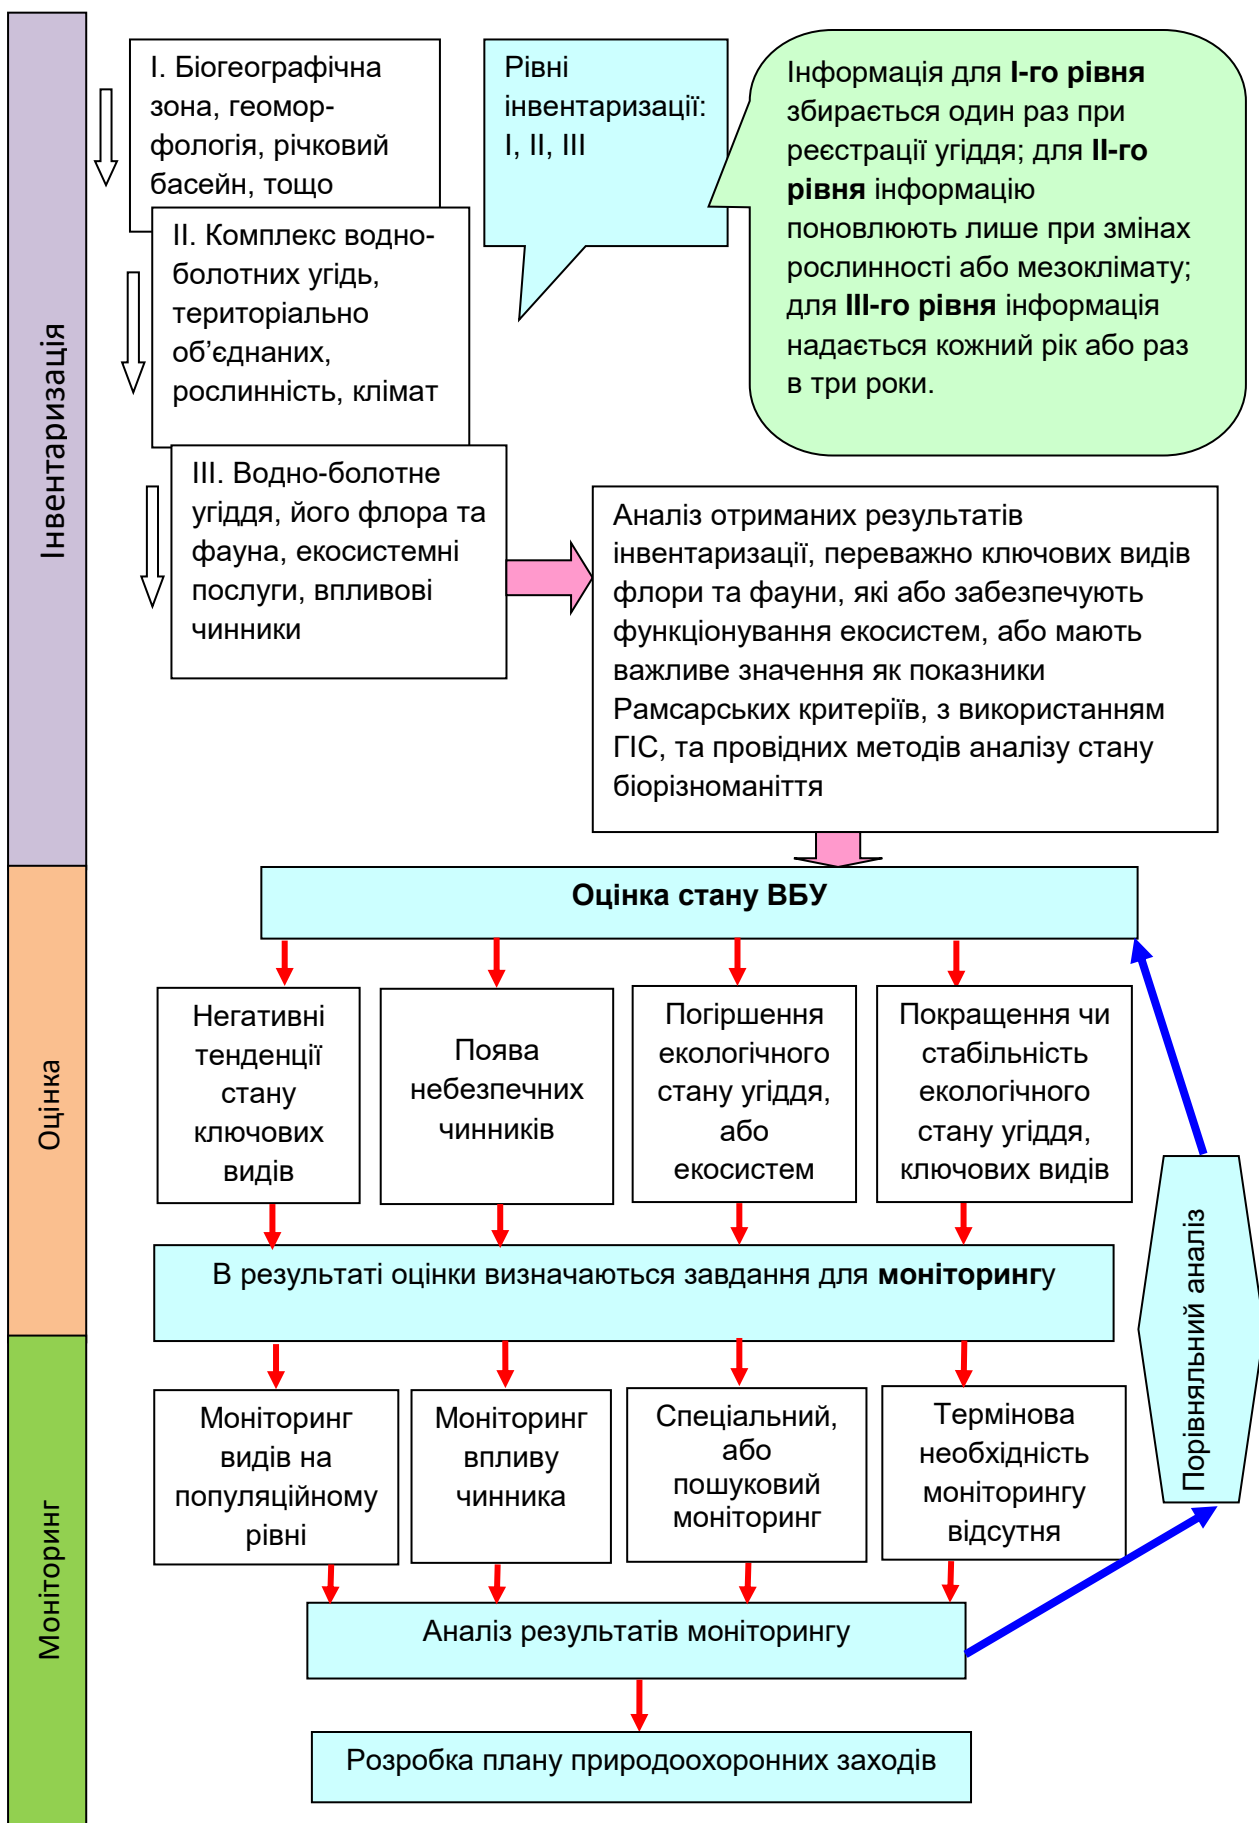 Інвентаризація
І. Біогеографічна
зона, геомор-
фологія, річковий
басейн, тощо
ІІ. Комплекс водно-
болотних угідь,
територіально
об’єднаних,
рослинність, клімат
ІІІ. Водно-болотне
угіддя, його флора та
фауна, екосистемні
послуги, впливові
чинники
Рівні
інвентаризації:
І, ІІ, ІІІ
Інформація для І-го рівня
збирається один раз при
реєстрації угіддя; для ІІ-го
рівня інформацію
поновлюють лише при змінах
рослинності або мезоклімату;
для ІІІ-го рівня інформація
надається кожний рік або раз
в три роки.
Аналіз отриманих результатів
інвентаризації, переважно ключових видів
флори та фауни, які або забезпечують
функціонування екосистем, або мають
важливе значення як показники
Рамсарських критеріїв, з використанням
ГІС, та провідних методів аналізу стану
біорізноманіття
Оцінка
Оцінка стану ВБУ
Негативні
тенденції
стану
ключових
видів
Поява
небезпечних
чинників
Погіршення
екологічного
стану угіддя,
або
екосистем
Покращення чи
стабільність
екологічного
стану угіддя,
ключових видів
В результаті оцінки визначаються завдання для моніторингу
Порівняльний аналіз
Моніторинг
Моніторинг
видів на
популяційному
рівні
Моніторинг
впливу
чинника
Спеціальний,
або
пошуковий
моніторинг
Термінова
необхідність
моніторингу
відсутня
Аналіз результатів моніторингу
Розробка плану природоохоронних заходів